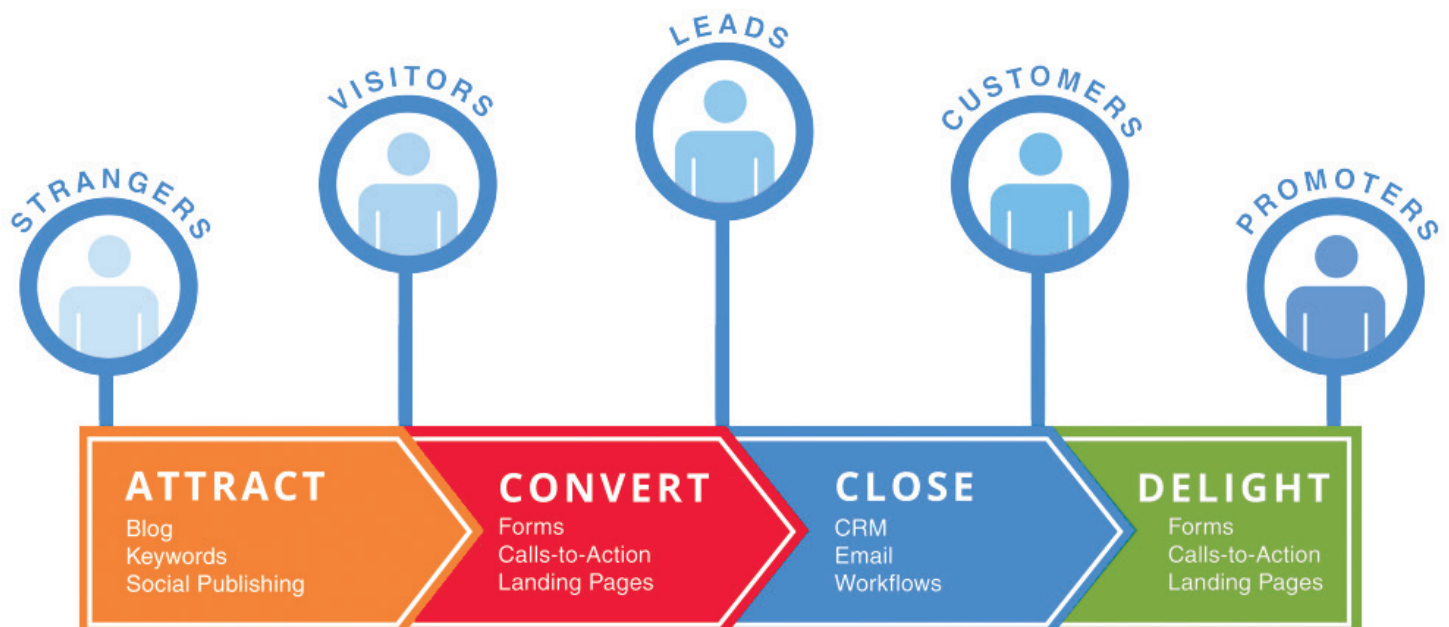 STRANGERS
VISITORS
LEADS
CUSTOMERS
PROMOTERS
ATTRACT
Blog
Keywords
Social Publishing
CONVERT
Forms
Calls-to-Action
Landing Pages
CLOSE
CRM
Email
Workflows
DELIGHT
Forms
Calls-to-Action
Landing Pages